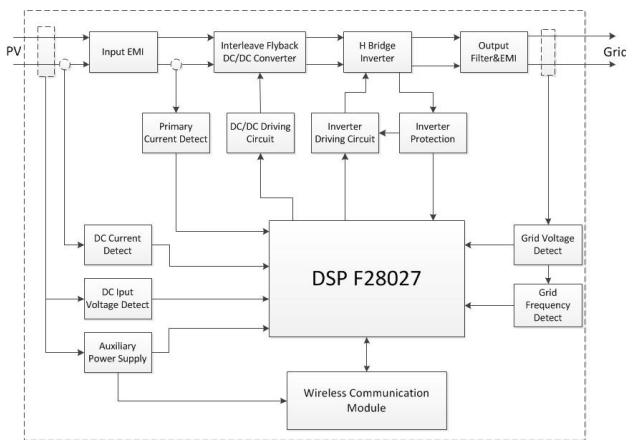 PV
Input EMI
Interleave Flyback
DC/DC Converter
H Bridge
Inverter
Output
Filter&EMI
Grid
Primary
Current Detect
DC/DC Driving
Circuit
Inverter
Driving Circuit
Inverter
Protection
DC Current
Detect
DSP F28027
Grid Voltage
Detect
DC Iput
Voltage Detect
Grid
Frequency
Detect
Auxiliary
Power Supply
Wireless Communication
Module